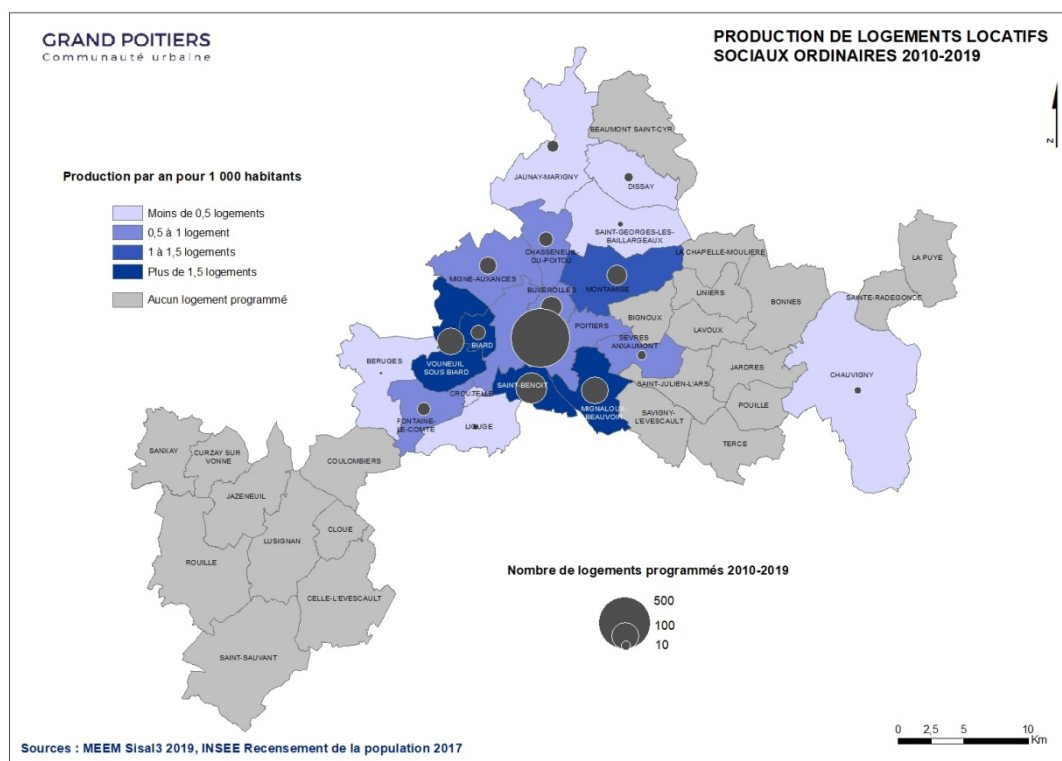 GRAND POITIERS
Communauté urbaine
PRODUCTION DE LOGEMENTS LOCATIFS
SOCIAUX ORDINAIRES 2010-2019
N
Production par an pour 1 000 habitants
Moins de 0,5 logements
0,5 à 1 logement
1 à 1,5 logements
Plus de 1,5 logements
Aucun logement programmé
BEAUMONT SAINT-CYR
JAUNAY-MARIGNY
DISSAY
SAINT-GEORGES-LES-
BAILLARGEAUX
CHASSENEUIL-
DU-POITOU
LA CHAPELLE-MOULIERE
LA PUYE
MIGNE-AUXANCES
BUXEROLLES
MONTAMISE
LINIERS
BONNES
SAINTE-RADEGONDE
BIGNOUX
POITIERS
LAVOUX
SEVRES
ANXAUMONT
BIARD
VOUNEUIL
SOUS BIARD
BERUGES
JARDRES
CHAUVIGNY
SAINT-BENOIT
SAINT-JULIEN-L'ARS
CROUTELLE
MIGNALOUX-
BEAUVOIR
POUILLE
FONTAINE-
LE-COMTE
LIGUGE
SAVIGNY-
L'EVESCAULT
TERCE
SANXAY
CURZAY SUR
VONNE
COULOMBIERS
JAZENEUIL
CLOUE
LUSIGNAN
ROUILLE
CELLE-L'EVESCAULT
SAINT-SAUVANT
Nombre de logements programmés 2010-2019
500
100
10
Sources : MEEM Sisal3 2019, INSEE Recensement de la population 2017
0 2,5 5 10
Km